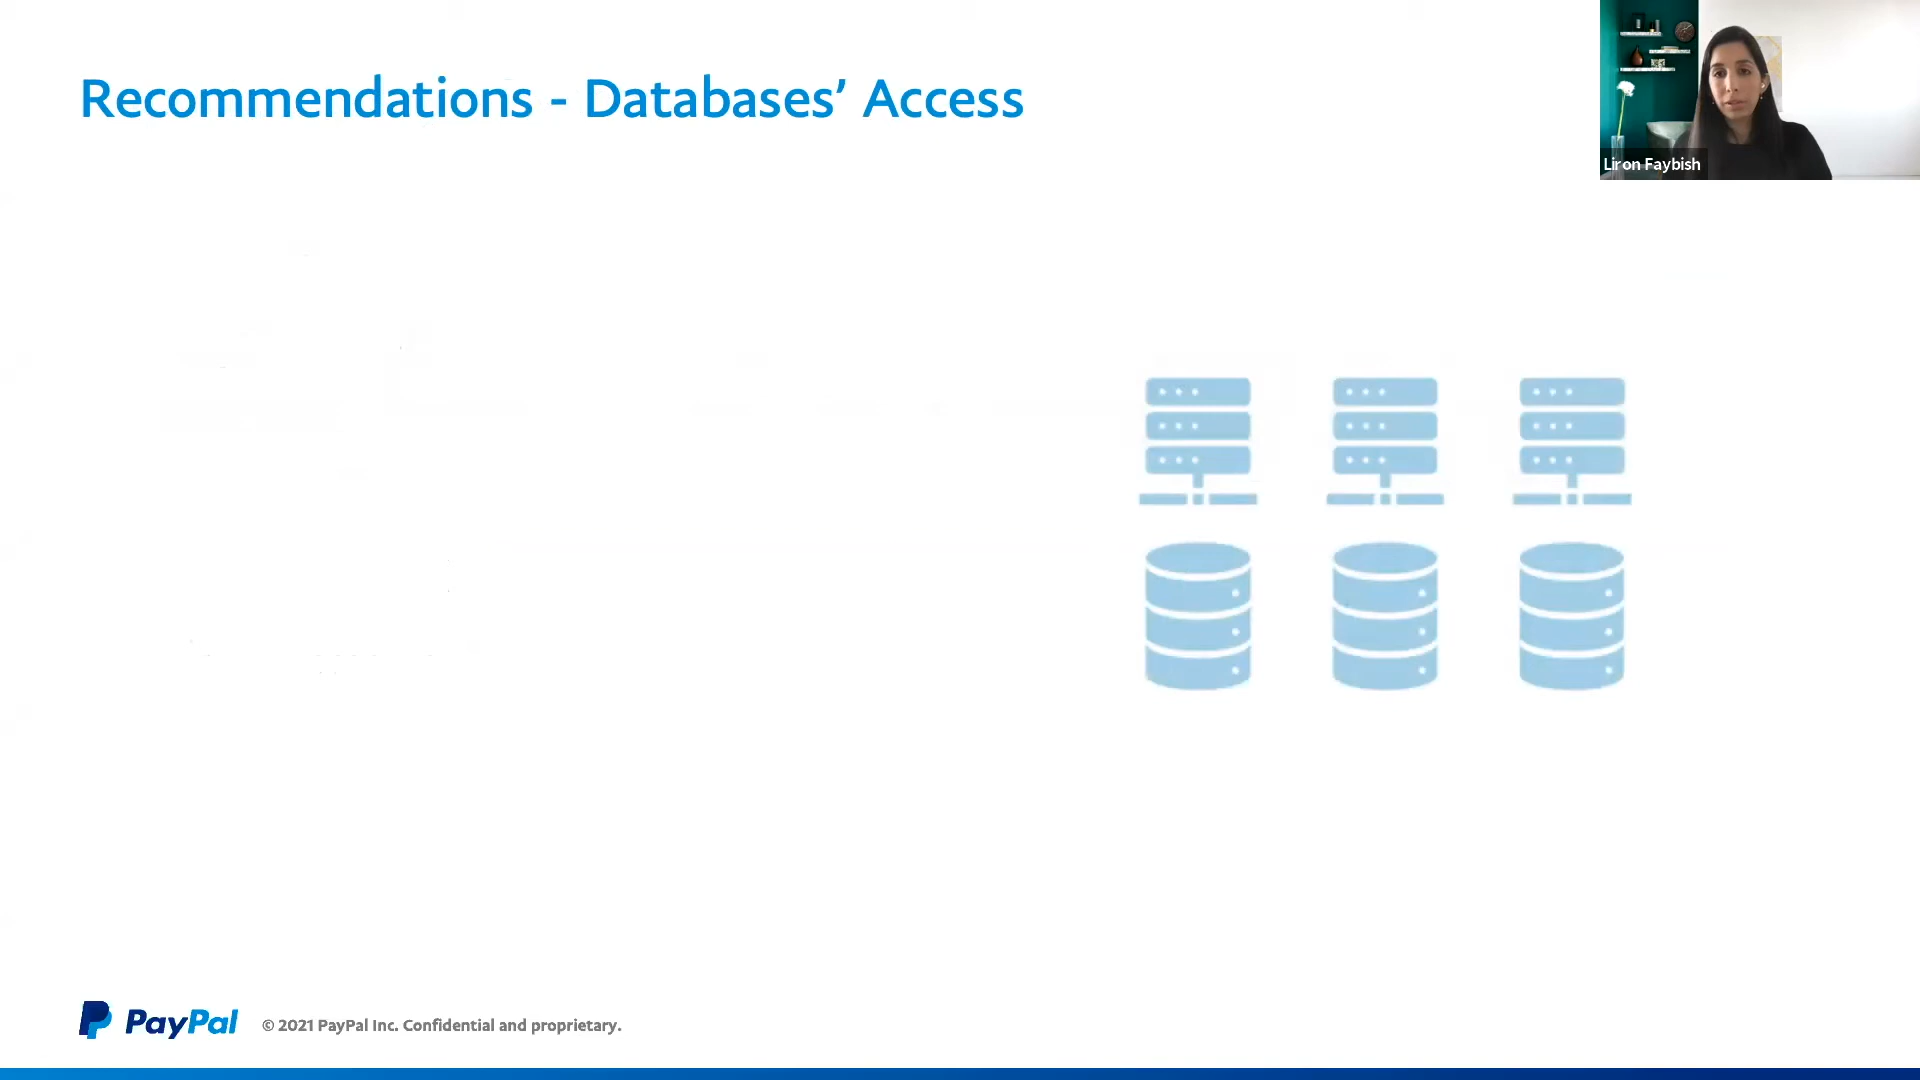 Recommendations - Databases’ Access
Liron Faybish
PayPal
© 2021 PayPal Inc. Confidential and proprietary.